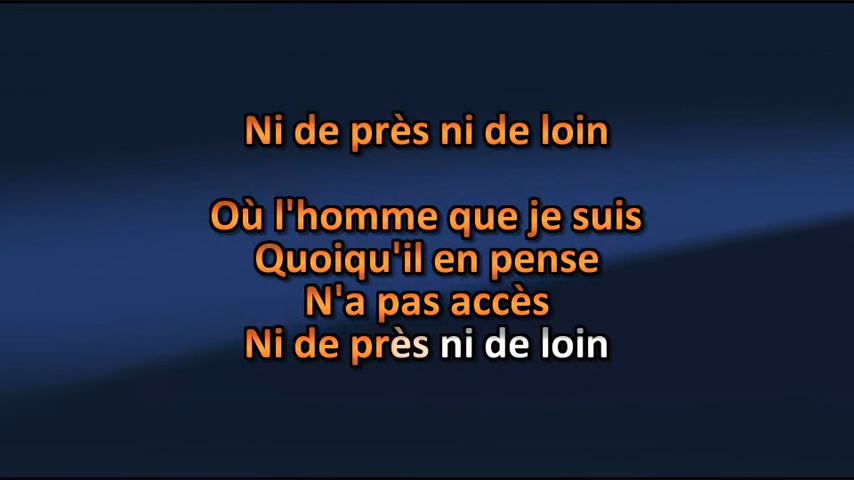 Ni de près ni de loin
Où l'homme que je suis
Quoiqu'il en pense
N'a pas accès
Ni de près ni de loin